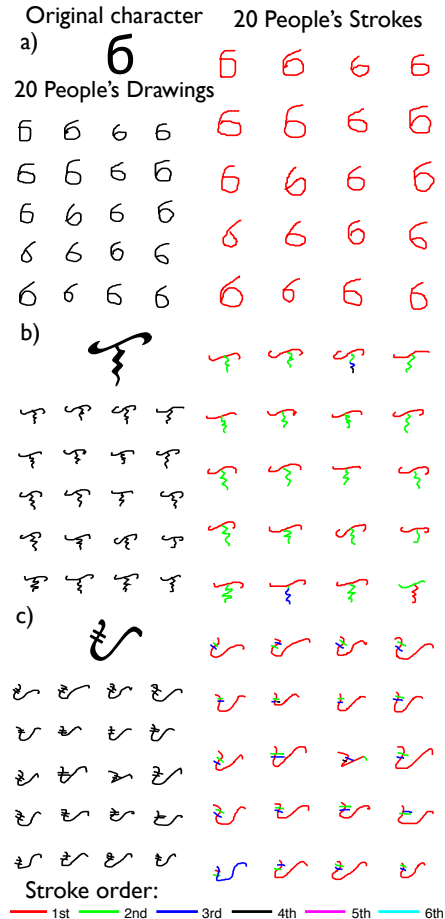 Original character
20 People's Strokes
a)
б
20 People's Drawings
b)
c)
Stroke order:
1st 2nd 3rd 4th 5th 6th